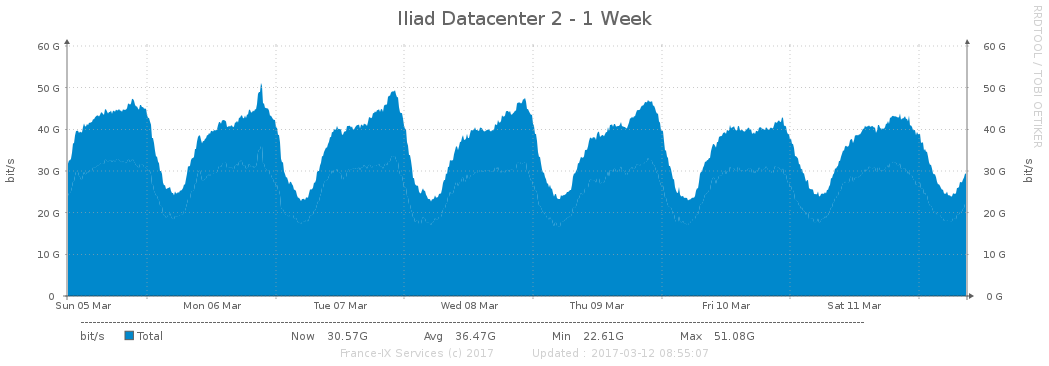 Iliad Datacenter 2 - 1 Week
RRDTOOL / TOBI OETIKER
60 G 60 G
50 G 50 G
40 G 40 G
30 G 30 G
20 G 20 G
10 G 10 G
0 0 G
bit/s bit/s
Sun 05 Mar Mon 06 Mar Tue 07 Mar Wed 08 Mar Thu 09 Mar Fri 10 Mar Sat 11 Mar
bit/s Total Now 30.57G Avg 36.47G Min 22.61G Max 51.08G
France-IX Services (c) 2017 Updated : 2017-03-12 08:55:07